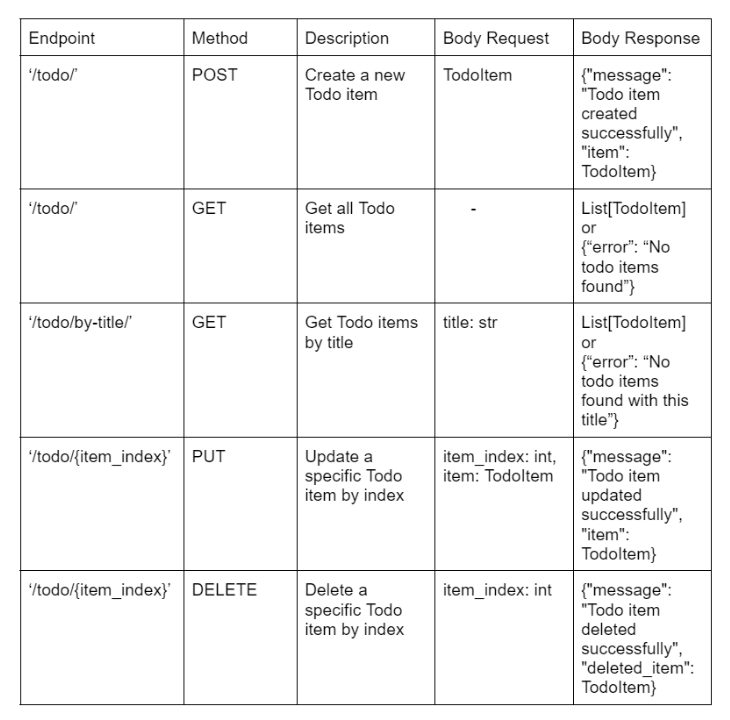 Endpoint Method Description Body Request Body Response
‘/todo/’ POST Create a new Todo item TodoItem {"message": "Todo item created successfully", "item": TodoItem}
‘/todo/’ GET Get all Todo items - List[TodoItem] or {“error”: “No todo items found”}
‘/todo/by-title/’ GET Get Todo items by title title: str List[TodoItem] or {“error”: “No todo items found with this title”}
‘/todo/{item_index}’ PUT Update a specific Todo item by index item_index: int, item: TodoItem {"message": "Todo item updated successfully", "item": TodoItem}
‘/todo/{item_index}’ DELETE Delete a specific Todo item by index item_index: int {"message": "Todo item deleted successfully", "deleted_item": TodoItem}